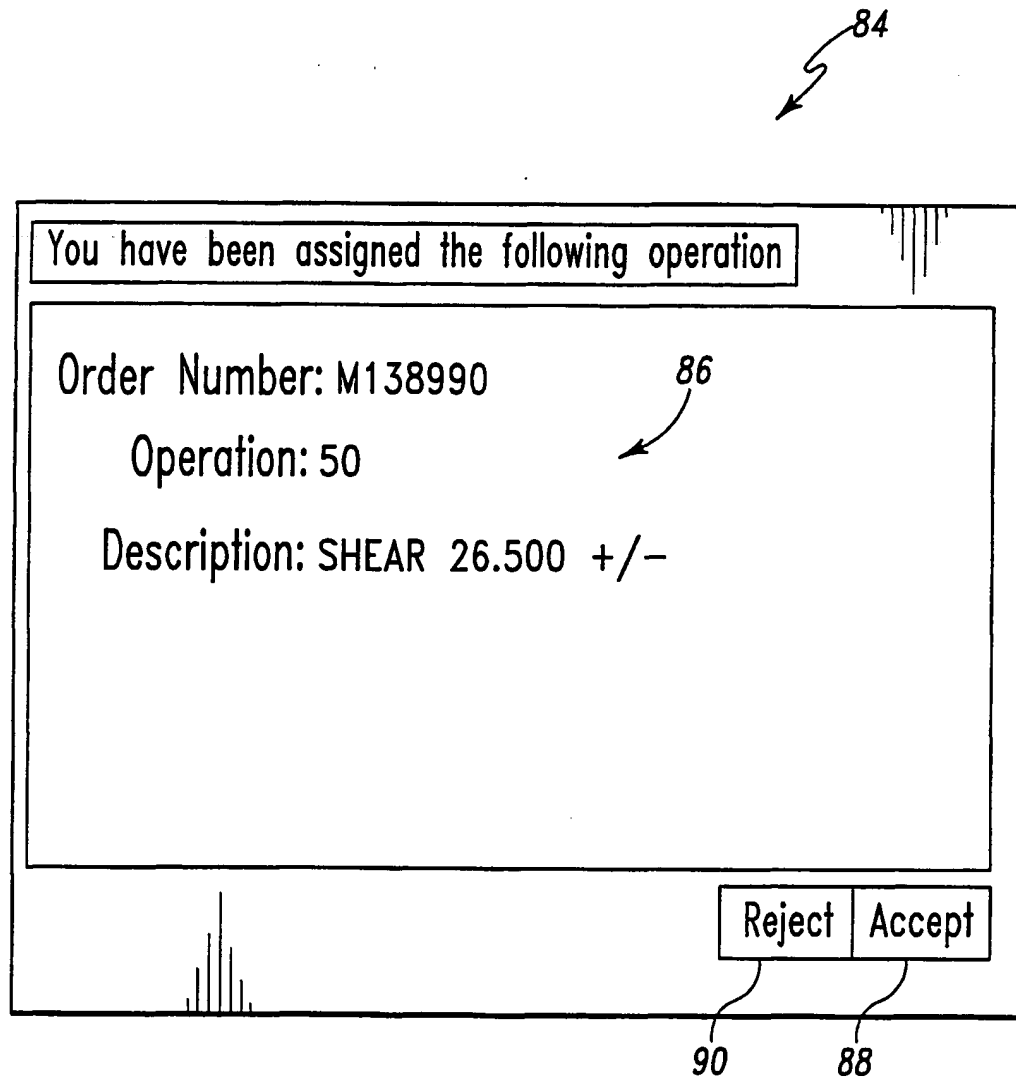 84
You have been assigned the following operation
Order Number: M138990
86
Operation: 50
Description: SHEAR 26.500 +/-
Reject Accept
90 88